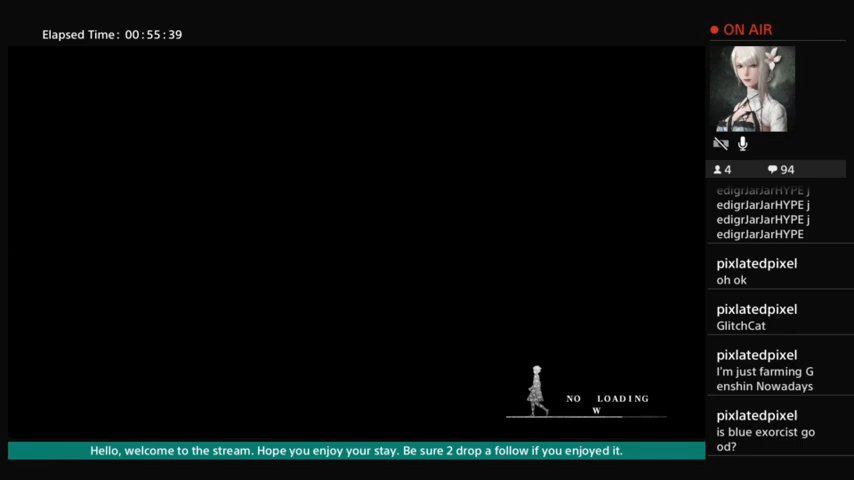 Elapsed Time: 00:55:39
ON AIR
4 94
edigrJarJarHYPE j
edigrJarJarHYPE j
edigrJarJarHYPE j
edigrJarJarHYPE
pixlatedpixel
oh ok
pixlatedpixel
GlitchCat
pixlatedpixel
I'm just farming G
enshin Nowadays
pixlatedpixel
is blue exorcist go
od?
NO LOADING
W
Hello, welcome to the stream. Hope you enjoy your stay. Be sure 2 drop a follow if you enjoyed it.